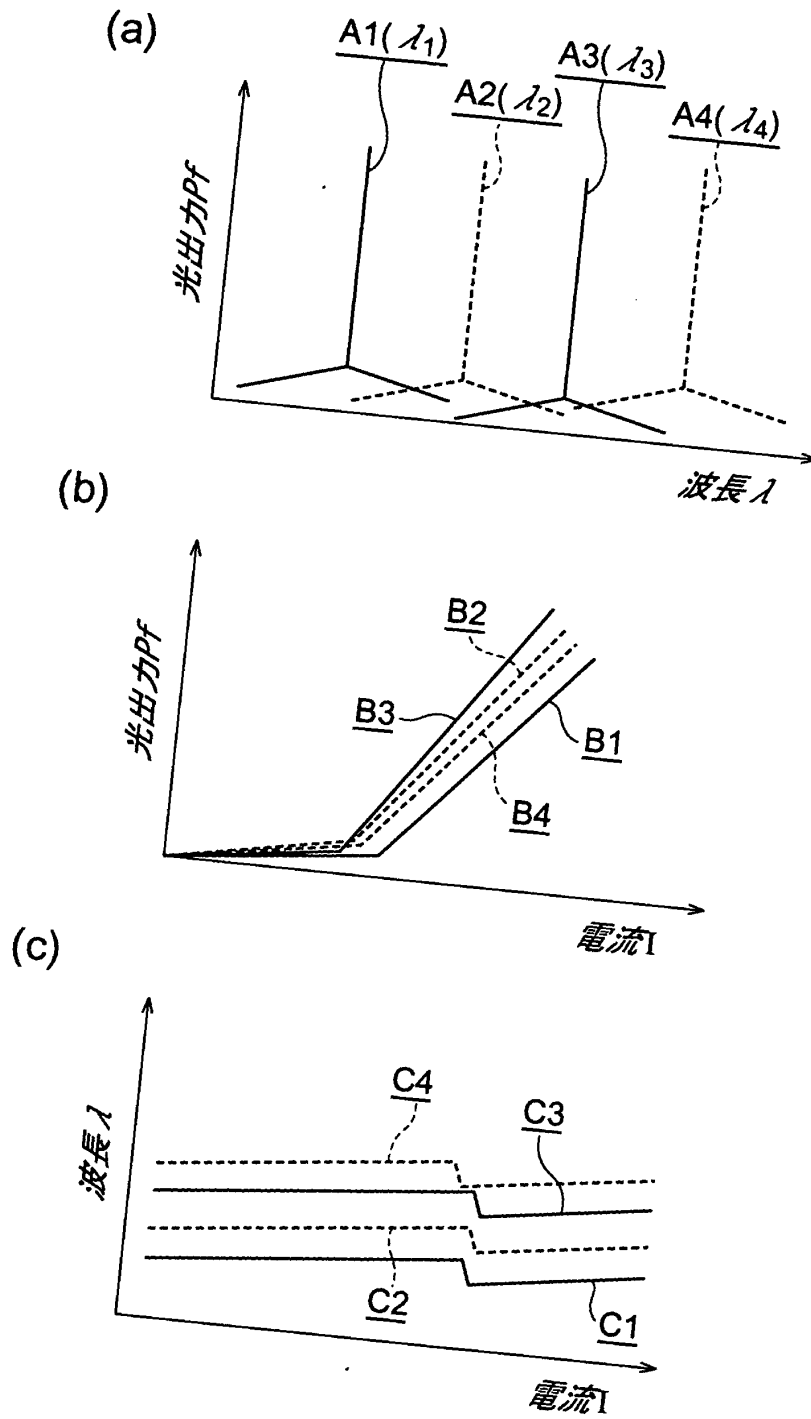 (a)
A1(λ1)
A2(λ2)
A3(λ3)
A4(λ4)
光出力Pf
波長λ
(b)
光出力Pf
B2
B3
B1
B4
電流I
(c)
波長λ
C4
C3
C2
C1
電流I